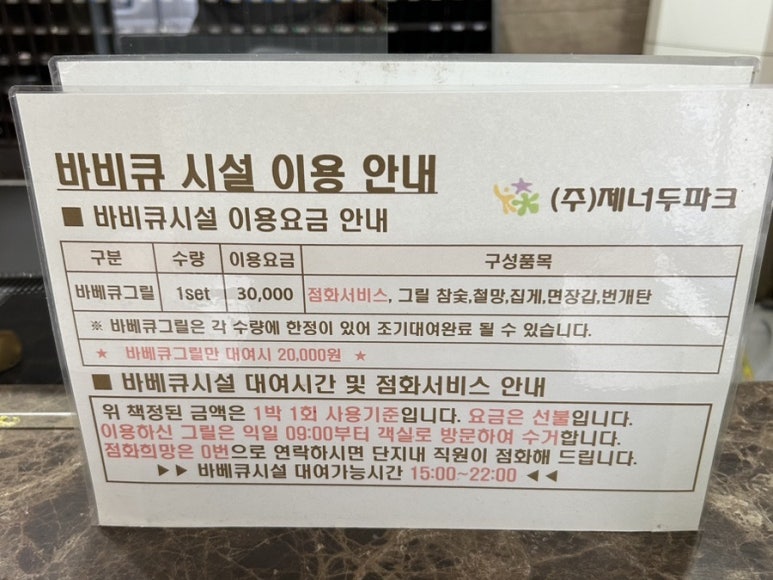 바비큐 시설 이용 안내
(주)제너두파크
■ 바비큐시설 이용요금 안내
구분 수량 이용요금 구성품목
바베큐그릴 1set 30,000 점화서비스, 그릴 참숯,철망,집게,면장갑,번개탄
※ 바베큐그릴은 각 수량에 한정이 있어 조기대여완료 될 수 있습니다.
★ 바베큐그릴만 대여시 20,000원 ★
■ 바베큐시설 대여시간 및 점화서비스 안내
위 책정된 금액은 1박 1회 사용기준입니다. 요금은 선불입니다.
이용하신 그릴은 익일 09:00부터 객실로 방문하여 수거합니다.
점화희망은 0번으로 연락하시면 단지내 직원이 점화해 드립니다.
▶▶ 바베큐시설 대여가능시간 15:00~22:00 ◀◀